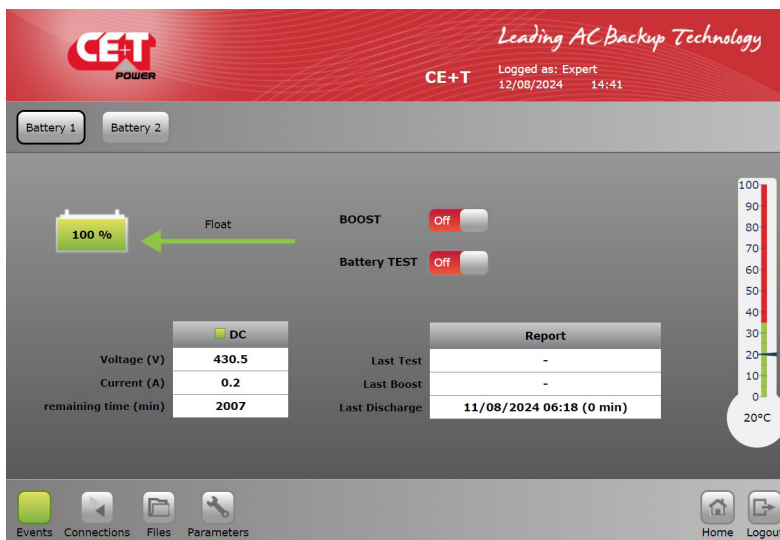 CE+T
POWER
Leading AC Backup Technology
CE+T
Logged as: Expert
12/08/2024 14:41
Battery 1 Battery 2
100 %
Float
BOOST Off
Battery TEST Off
100
90
80
70
60
50
40
30
20
10
0
20°C
DC
Voltage (V) 430.5
Current (A) 0.2
remaining time (min) 2007
Report
Last Test -
Last Boost -
Last Discharge 11/08/2024 06:18 (0 min)
Events Connections Files Parameters Home Logou